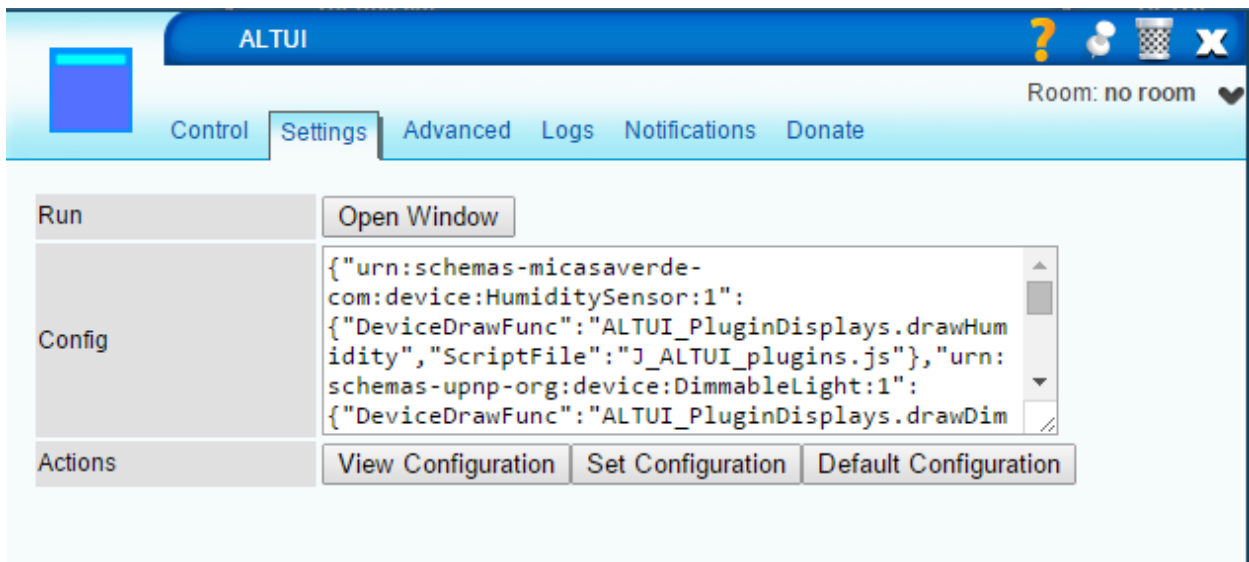 ALTUI
Room: no room
Control Settings Advanced Logs Notifications Donate
Run
Open Window
Config
{"urn:schemas-micasaverde-
com:device:HumiditySensor:1":
{"DeviceDrawFunc":"ALTUI_PluginDisplays.drawHum
idity","ScriptFile":"J_ALTUI_plugins.js"},"urn:
schemas-upnp-org:device:DimmableLight:1":
{"DeviceDrawFunc":"ALTUI_PluginDisplays.drawDim
Actions
View Configuration Set Configuration Default Configuration